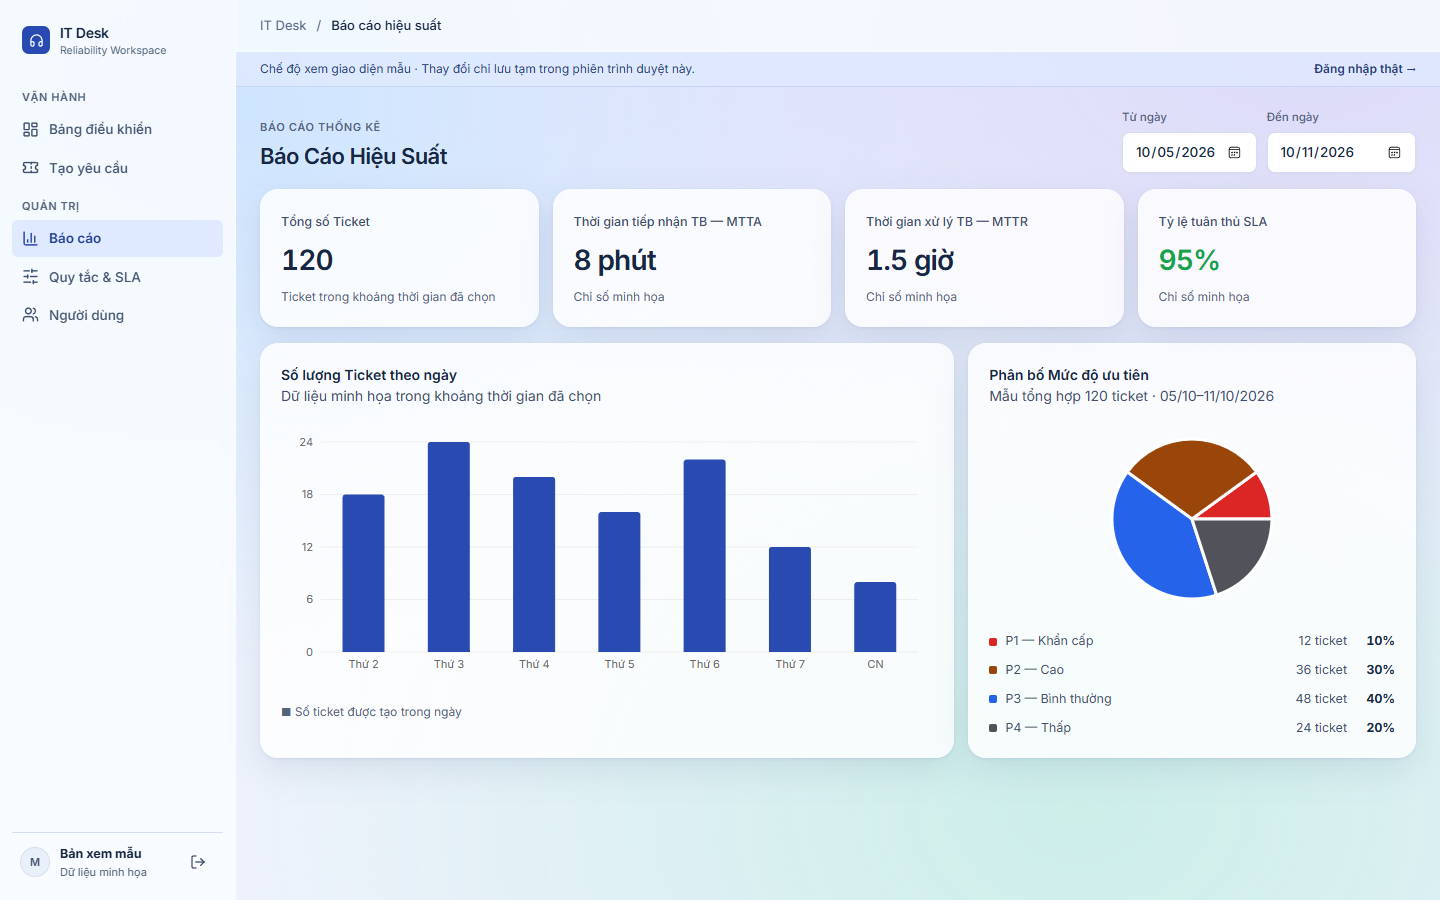 IT Desk
Reliability Workspace
VẬN HÀNH
Bảng điều khiển
Tạo yêu cầu
QUẢN TRỊ
Báo cáo
Quy tắc & SLA
Người dùng
M
Bản xem mẫu
Dữ liệu minh họa
IT Desk / Báo cáo hiệu suất
Chế độ xem giao diện mẫu · Thay đổi chỉ lưu tạm trong phiên trình duyệt này.
Đăng nhập thật →
BÁO CÁO THỐNG KÊ
Báo Cáo Hiệu Suất
Từ ngày
10/05/2026
Đến ngày
10/11/2026
Tổng số Ticket
120
Ticket trong khoảng thời gian đã chọn
Thời gian tiếp nhận TB — MTTA
8 phút
Chỉ số minh họa
Thời gian xử lý TB — MTTR
1.5 giờ
Chỉ số minh họa
Tỷ lệ tuân thủ SLA
95%
Chỉ số minh họa
Số lượng Ticket theo ngày
Dữ liệu minh họa trong khoảng thời gian đã chọn
24
18
12
6
0
Thứ 2 Thứ 3 Thứ 4 Thứ 5 Thứ 6 Thứ 7 CN
Số ticket được tạo trong ngày
Phân bố Mức độ ưu tiên
Mẫu tổng hợp 120 ticket · 05/10–11/10/2026
P1 — Khẩn cấp 12 ticket 10%
P2 — Cao 36 ticket 30%
P3 — Bình thường 48 ticket 40%
P4 — Thấp 24 ticket 20%